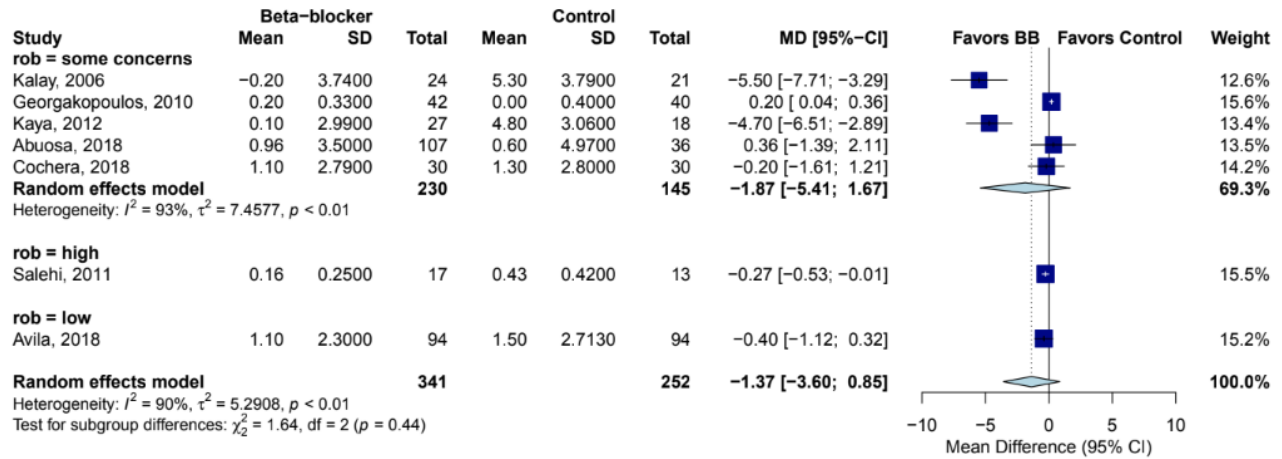 Beta−blocker Control
Study Mean SD Total Mean SD Total MD [95%−CI] Favors BB Favors Control Weight
rob = some concerns
Kalay, 2006 −0.20 3.7400 24 5.30 3.7900 21 −5.50 [−7.71; −3.29] 12.6%
Georgakopoulos, 2010 0.20 0.3300 42 0.00 0.4000 40 0.20 [ 0.04; 0.36] 15.6%
Kaya, 2012 0.10 2.9900 27 4.80 3.0600 18 −4.70 [−6.51; −2.89] 13.4%
Abuosa, 2018 0.96 3.5000 107 0.60 4.9700 36 0.36 [−1.39; 2.11] 13.5%
Cochera, 2018 1.10 2.7900 30 1.30 2.8000 30 −0.20 [−1.61; 1.21] 14.2%
Random effects model 230 145 −1.87 [−5.41; 1.67] 69.3%
Heterogeneity: I² = 93%, τ² = 7.4577, p < 0.01
rob = high
Salehi, 2011 0.16 0.2500 17 0.43 0.4200 13 −0.27 [−0.53; −0.01] 15.5%
rob = low
Avila, 2018 1.10 2.3000 94 1.50 2.7130 94 −0.40 [−1.12; 0.32] 15.2%
Random effects model 341 252 −1.37 [−3.60; 0.85] 100.0%
Heterogeneity: I² = 90%, τ² = 5.2908, p < 0.01
Test for subgroup differences: χ₂² = 1.64, df = 2 (p = 0.44)
−10 −5 0 5 10
Mean Difference (95% CI)